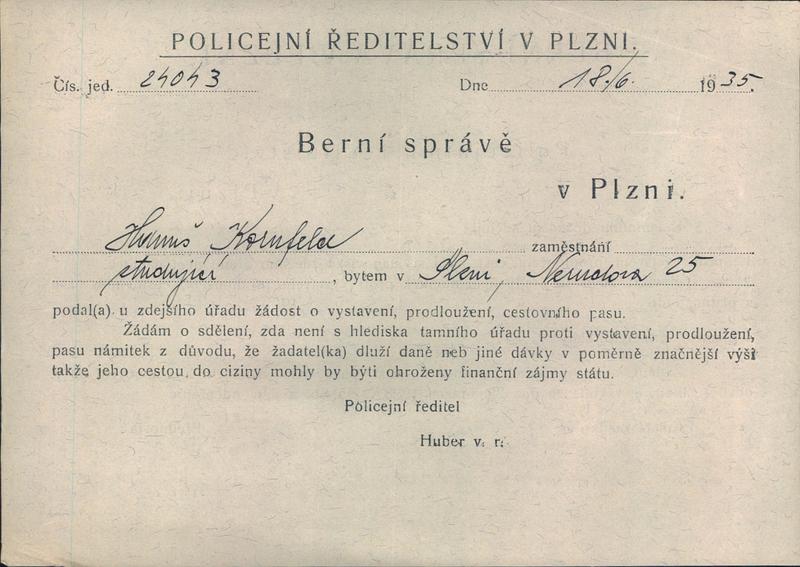 POLICEJNÍ ŘEDITELSTVÍ V PLZNI.
Čís. jed. 24043 Dne 18./6. 1935.
Berní správě
v Plzni.
Hanuš Kornfeld zaměstnání
studující, bytem v Plzni, Nerudova 25
podal(a) u zdejšího úřadu žádost o vystavení, prodloužení, cestovního pasu.
Žádám o sdělení, zda není s hlediska tamního úřadu proti vystavení, prodloužení,
pasu námitek z důvodu, že žadatel(ka) dluží daně neb jiné dávky v poměrně značnější výši
takže jeho cestou do ciziny mohly by býti ohroženy finanční zájmy státu.
Policejní ředitel
Huber v. r.